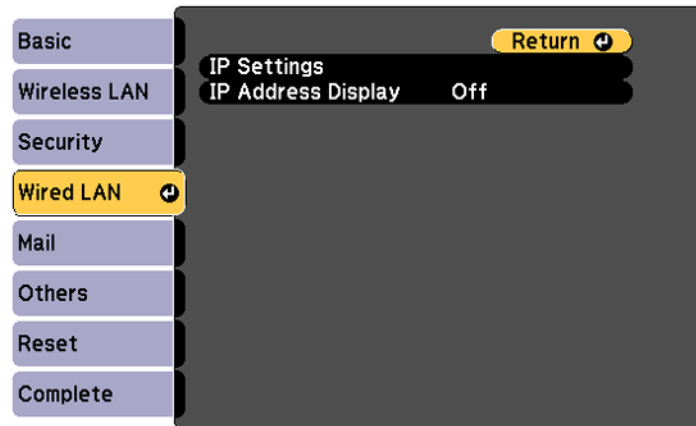 Basic
Wireless LAN
Security
Wired LAN
Mail
Others
Reset
Complete
Return
IP Settings
IP Address Display Off